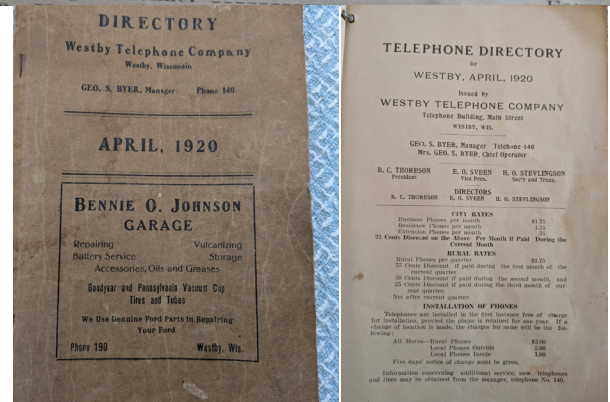 DIRECTORY
Westby Telephone Company
Westby, Wisconsin
GEO. S. BYER, Manager Phone 140
APRIL, 1920
BENNIE O. JOHNSON
GARAGE
Repairing Vulcanizing
Battery Service Storage
Accessories, Oils and Greases
Goodyear and Pennsylvania Vacuum Cup
Tires and Tubes
We Use Genuine Ford Parts in Repairing
Your Ford
Phone 190 Westby, Wis.
TELEPHONE DIRECTORY
for
WESTBY, APRIL, 1920
Issued by
WESTBY TELEPHONE COMPANY
Telephone Building, Main Street
WESTBY, WIS.
GEO. S. BYER, Manager Telehone 140
Mrs. GEO. S. BYER, Chief Operator
B. C. THORESON E. O. SVEEN H. O. STEVLINGSON
President Vice Pres. Sec'y and Treas.
DIRECTORS
B. C. THORESON E. O. SVEEN H. O. STEVLINGSON
CITY RATES
Business Phones per month $1.75
Residence Phones per month
Extension Phones per month .25
25 Cents Discount on the Above Per Month if Paid During the
Current Month
RURAL RATES
Rural Phones per quarter
75 Cents Discount if paid during the first month of the
current quarter.
50 Cents Discount if paid during the second month, and
25 Cents Discount if paid during the third month of cur-
rent quarter.
Net after current quarter.
INSTALLATION OF PHONES
Telephones are installed in the first instance free of charge
for installation, provided the phone is retained for one year. If a
change of location is made, the charges for same will be the fol-
lowing:
All Moves—Rural Phones $3.00
Local Phones Outside 2.00
Local Phones Inside 1.00
Five days' notice of change must be given.
Information concerning additional service, new telephones
and lines may be obtained from the manager, telephone No. 140.